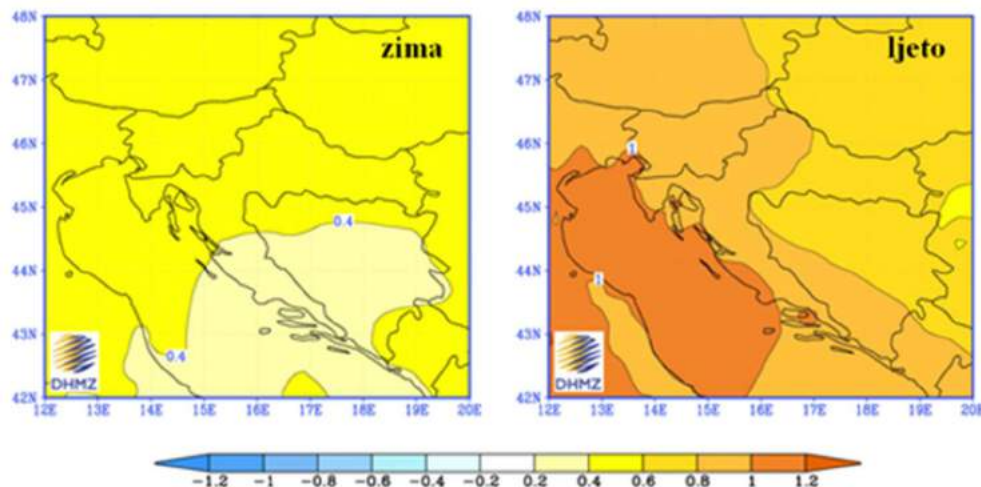 zima
ljeto
48N
47N
46N
45N
44N
43N
42N
12E 13E 14E 15E 16E 17E 18E 19E 20E
0.4
0.4
DHMZ
48N
47N
46N
45N
44N
43N
42N
12E 13E 14E 15E 16E 17E 18E 19E 20E
1
1
DHMZ
-1.2 -1 -0.8 -0.6 -0.4 -0.2 0.2 0.4 0.6 0.8 1 1.2